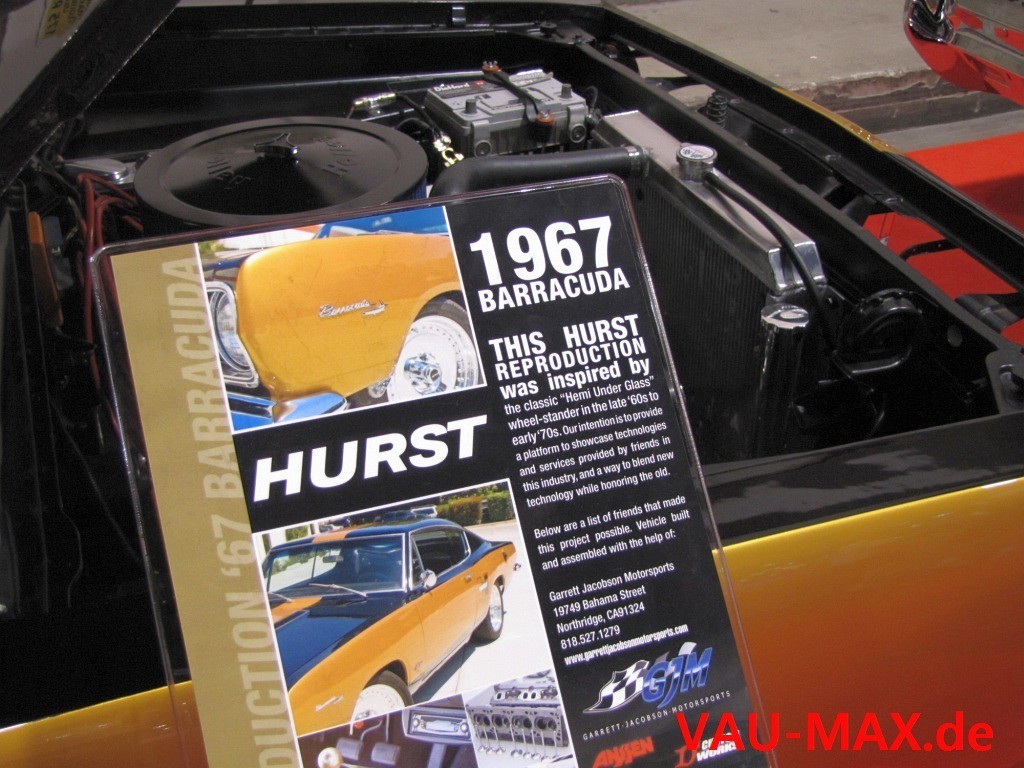 1967
BARRACUDA
THIS HURST
REPRODUCTION
was inspired by
the classic "Hemi Under Glass"
wheel-stander in the late '60s to
early '70s. Our intention is to provide
a platform to showcase technologies
and services provided by friends in
this industry, and a way to blend new
technology while honoring the old.
Below are a list of friends that made
this project possible. Vehicle built
and assembled with the help of:
Garrett Jacobson Motorsports
19749 Bahama Street
Northridge, CA91324
818.527.1279
www.garrettjacobsonmotorsports.com
GJM
GARRETT-JACOBSON-MOTORSPORTS
Barracuda
HURST
DUCTION '67 BARRACUDA
DieHard
VAU-MAX.de